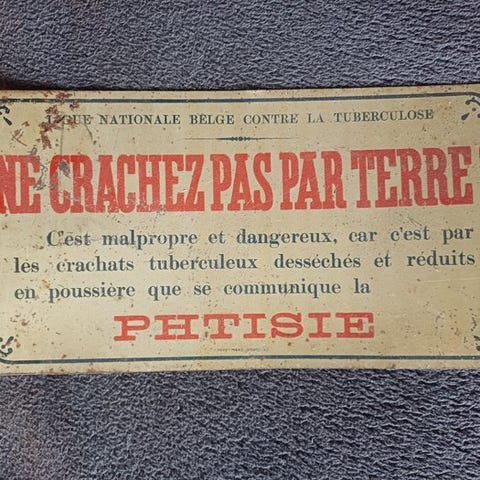 LIGUE NATIONALE BELGE CONTRE LA TUBERCULOSE
NE CRACHEZ PAS PAR TERRE
C'est malpropre et dangereux, car c'est par
les crachats tuberculeux desséchés et réduits
en poussière que se communique la
PHTISIE